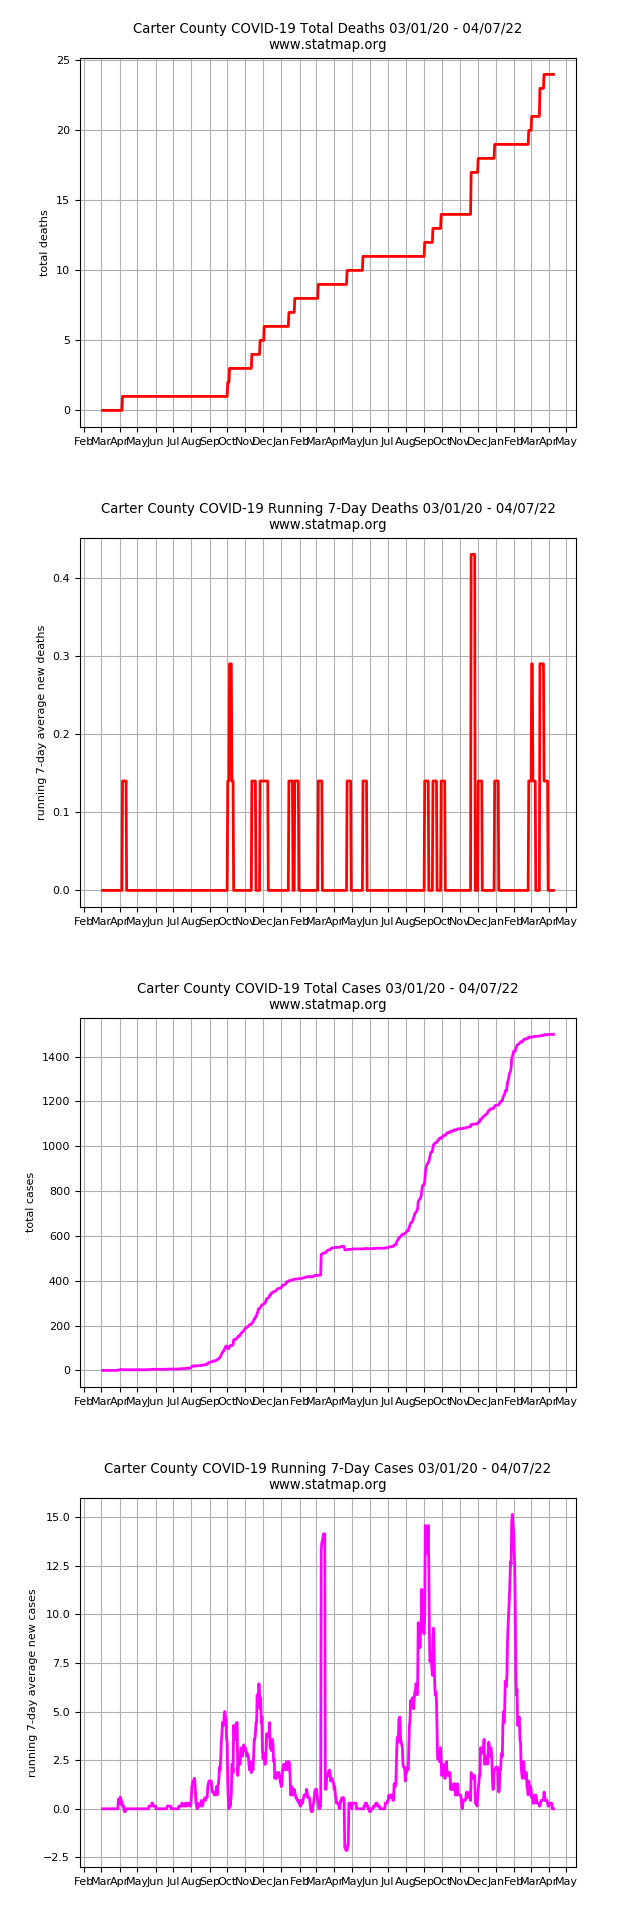 Carter County COVID-19 Total Deaths 03/01/20 - 04/07/22
www.statmap.org
25
20
15
10
5
0
total deaths
Feb Mar Apr May Jun Jul Aug Sep Oct Nov Dec Jan Feb Mar Apr May Jun Jul Aug Sep Oct Nov Dec Jan Feb Mar Apr May
Carter County COVID-19 Running 7-Day Deaths 03/01/20 - 04/07/22
www.statmap.org
0.4
0.3
0.2
0.1
0.0
running 7-day average new deaths
Feb Mar Apr May Jun Jul Aug Sep Oct Nov Dec Jan Feb Mar Apr May Jun Jul Aug Sep Oct Nov Dec Jan Feb Mar Apr May
Carter County COVID-19 Total Cases 03/01/20 - 04/07/22
www.statmap.org
1400
1200
1000
800
600
400
200
0
total cases
Feb Mar Apr May Jun Jul Aug Sep Oct Nov Dec Jan Feb Mar Apr May Jun Jul Aug Sep Oct Nov Dec Jan Feb Mar Apr May
Carter County COVID-19 Running 7-Day Cases 03/01/20 - 04/07/22
www.statmap.org
15.0
12.5
10.0
7.5
5.0
2.5
0.0
−2.5
running 7-day average new cases
Feb Mar Apr May Jun Jul Aug Sep Oct Nov Dec Jan Feb Mar Apr May Jun Jul Aug Sep Oct Nov Dec Jan Feb Mar Apr May